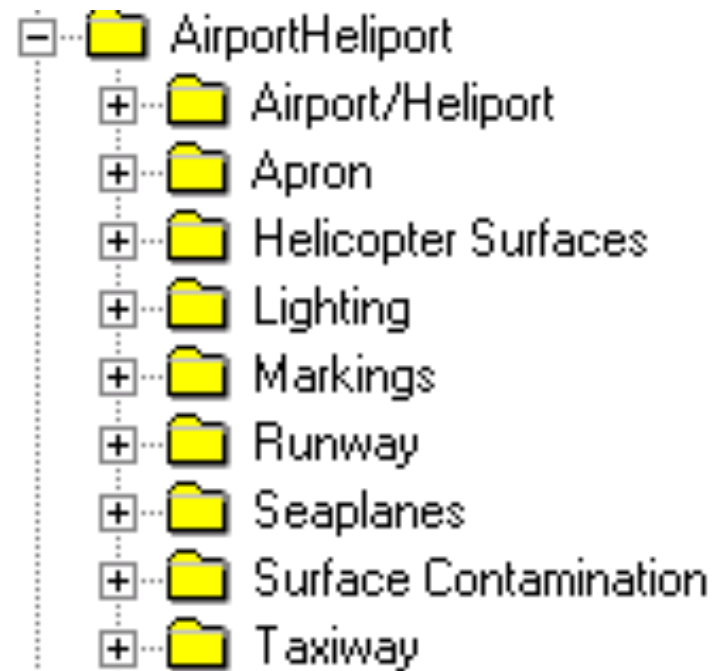 AirportHeliport
Airport/Heliport
Apron
Helicopter Surfaces
Lighting
Markings
Runway
Seaplanes
Surface Contamination
Taxiway